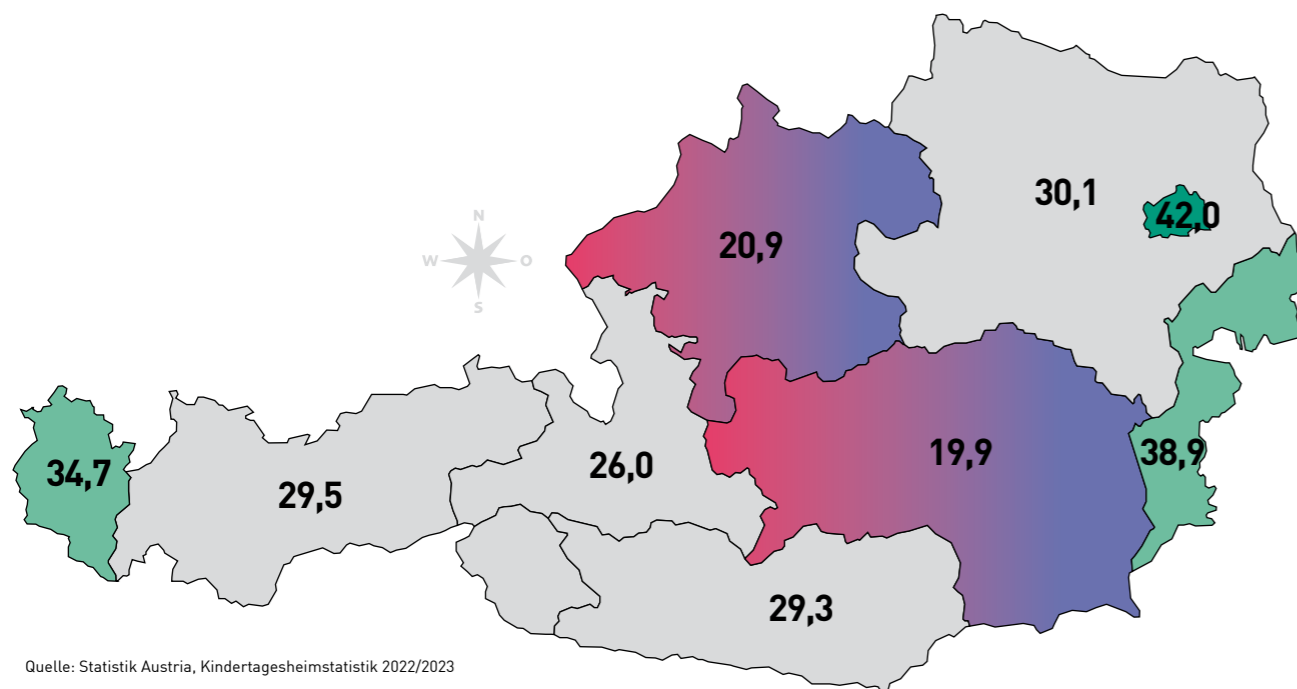 30,1
42,0
20,9
N
W O
S
34,7
29,5
26,0
19,9
38,9
29,3
Quelle: Statistik Austria, Kindertagesheimstatistik 2022/2023